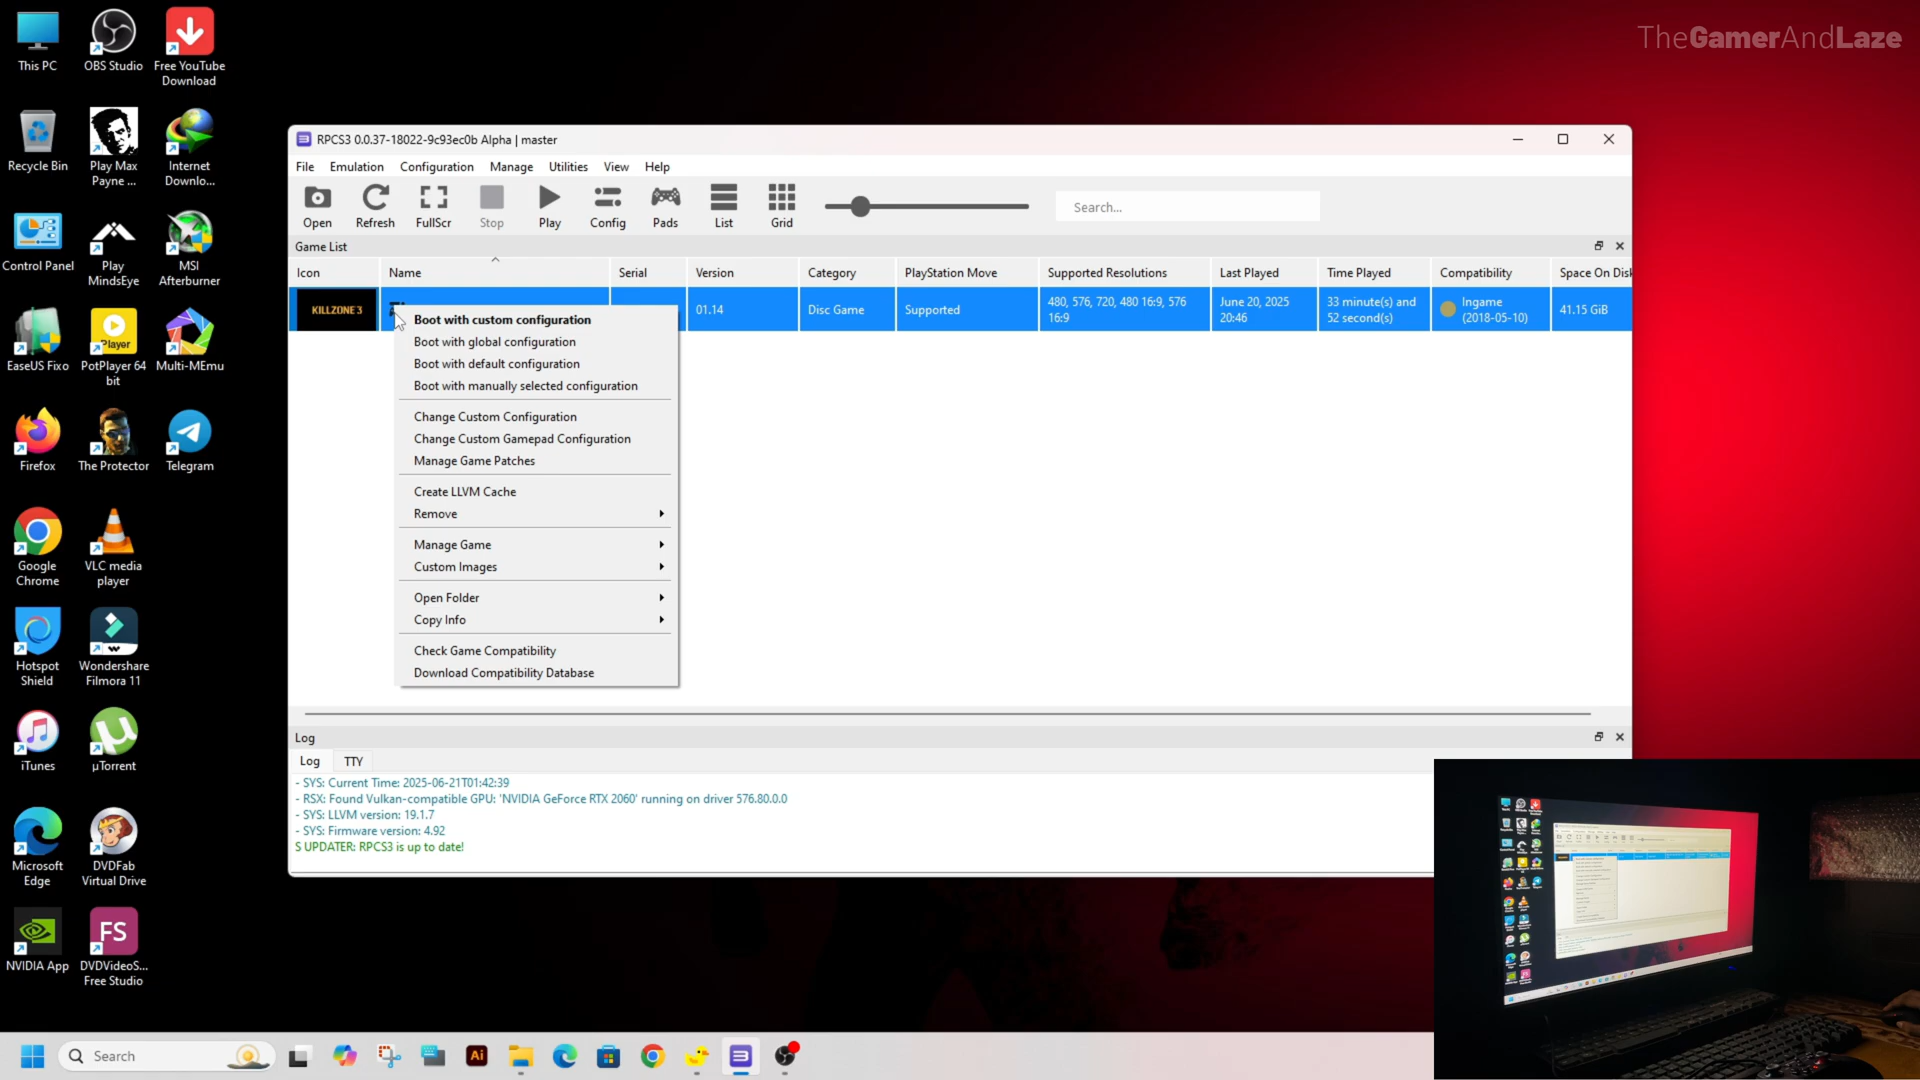 TheGamerAndLaze
This PC
OBS Studio
Free YouTube
Download
Recycle Bin
Play Max
Payne ...
Internet
Downlo...
Control Panel
Play
MindsEye
MSI
Afterburner
EaseUS Fixo
Player
PotPlayer 64
bit
Multi-MEmu
Firefox
The Protector
Telegram
Google
Chrome
VLC media
player
Hotspot
Shield
Wondershare
Filmora 11
iTunes
µTorrent
Microsoft
Edge
DVDFab
Virtual Drive
FS
NVIDIA App
DVDVideoS...
Free Studio
RPCS3 0.0.37-18022-9c93ec0b Alpha | master
File Emulation Configuration Manage Utilities View Help
Open Refresh FullScr Stop Play Config Pads List Grid
Search...
Game List
Icon Name Serial Version Category PlayStation Move Supported Resolutions Last Played Time Played Compatibility Space On Disk
KILLZONE 3
01.14
Disc Game
Supported
480, 576, 720, 480 16:9, 576
16:9
June 20, 2025
20:46
33 minute(s) and
52 second(s)
Ingame
(2018-05-10)
41.15 GiB
Boot with custom configuration
Boot with global configuration
Boot with default configuration
Boot with manually selected configuration
Change Custom Configuration
Change Custom Gamepad Configuration
Manage Game Patches
Create LLVM Cache
Remove
Manage Game
Custom Images
Open Folder
Copy Info
Check Game Compatibility
Download Compatibility Database
Log
Log TTY
- SYS: Current Time: 2025-06-21T01:42:39
- RSX: Found Vulkan-compatible GPU: 'NVIDIA GeForce RTX 2060' running on driver 576.80.0.0
- SYS: LLVM version: 19.1.7
- SYS: Firmware version: 4.92
S UPDATER: RPCS3 is up to date!
Search
Ai